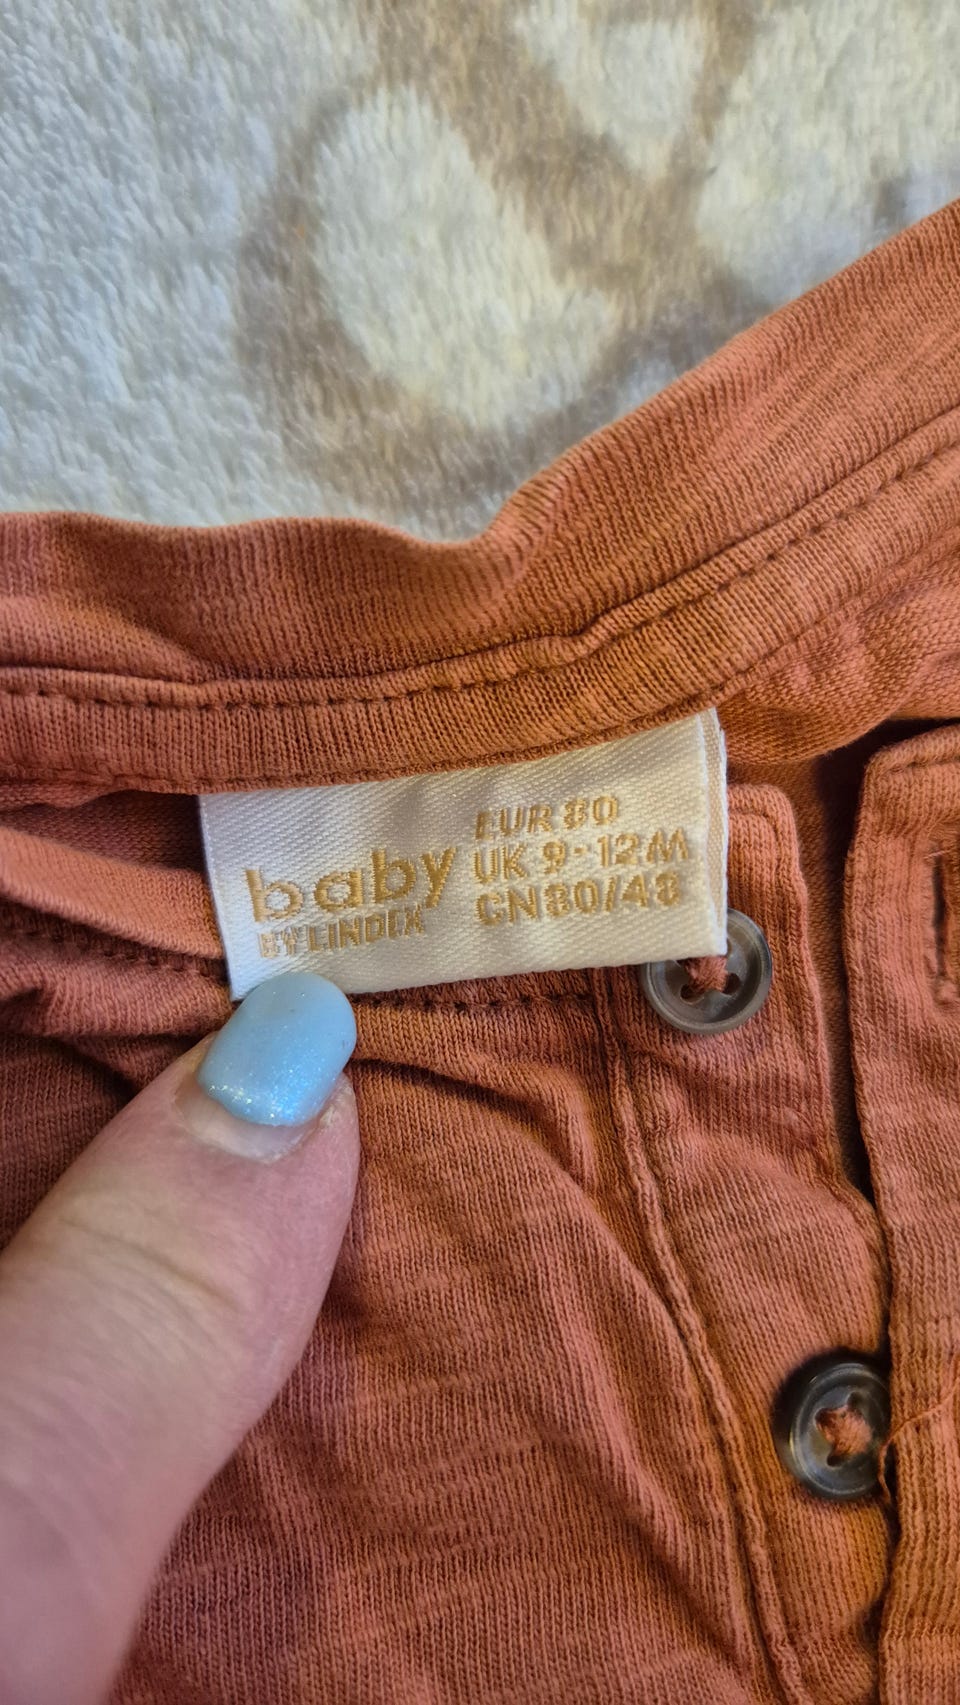 baby
BY LINDEX
EUR 80
UK 9-12M
CN80/48